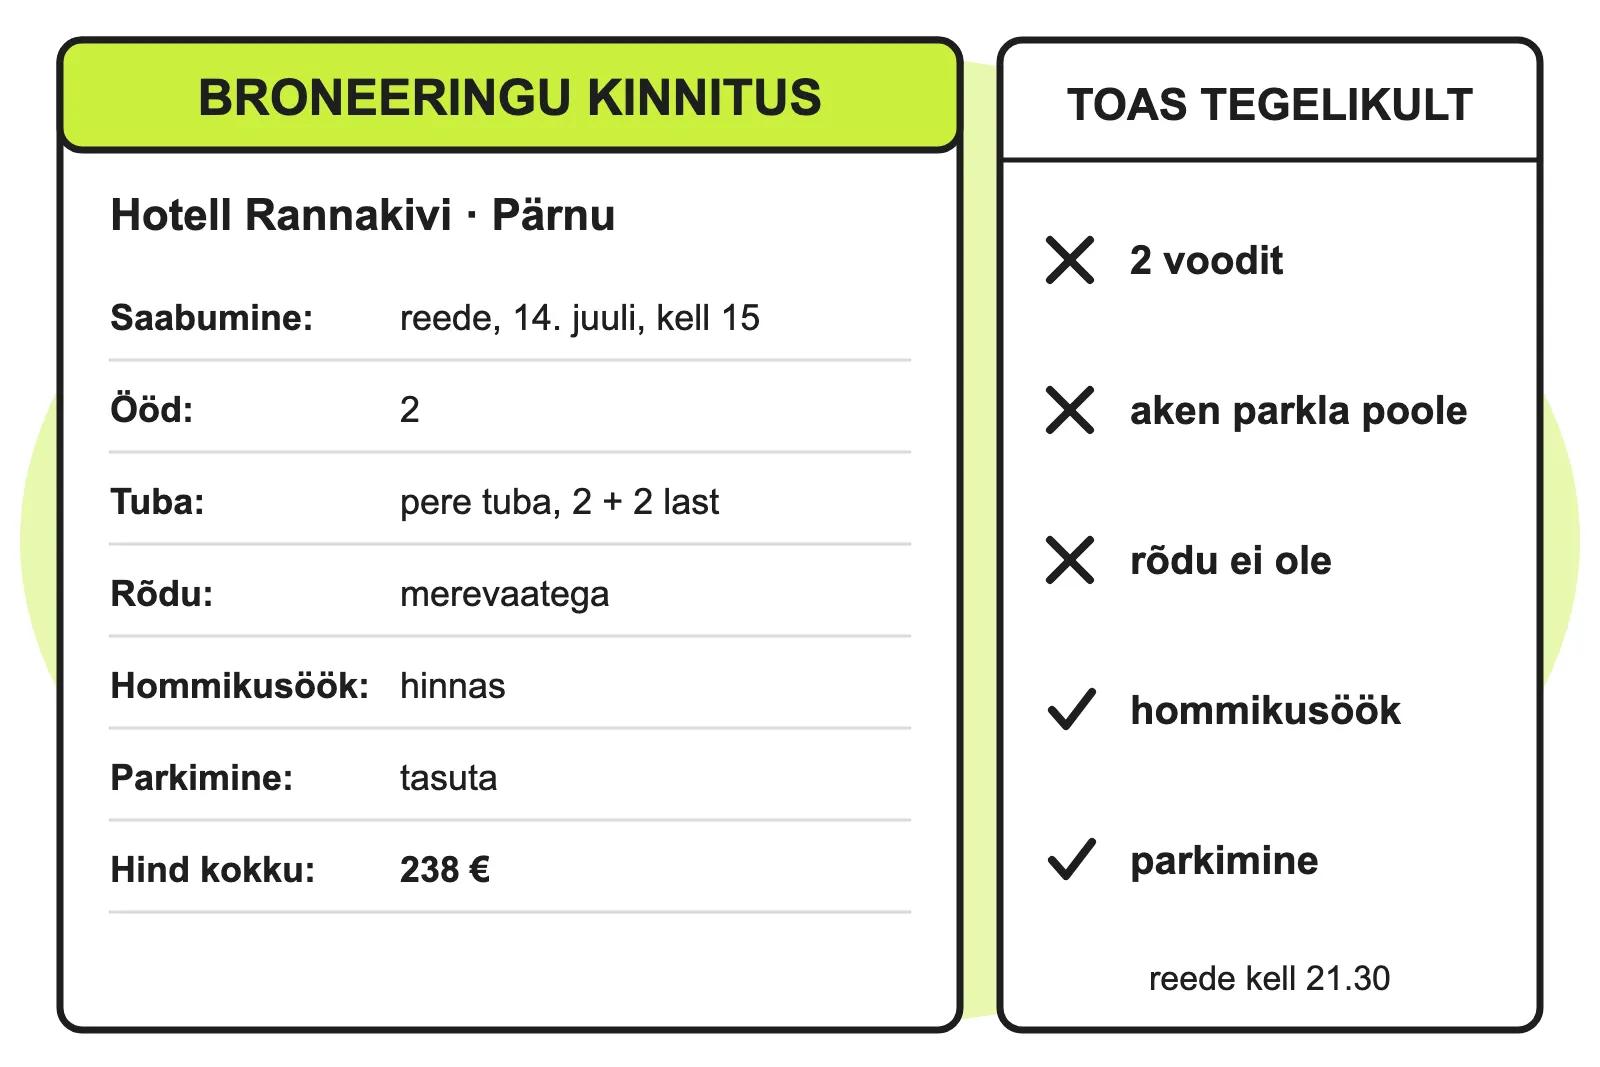 BRONEERINGU KINNITUS
Hotell Rannakivi · Pärnu
Saabumine: reede, 14. juuli, kell 15
Ööd: 2
Tuba: pere tuba, 2 + 2 last
Rõdu: merevaatega
Hommikusöök: hinnas
Parkimine: tasuta
Hind kokku: 238 €
TOAS TEGELIKULT
2 voodit
aken parkla poole
rõdu ei ole
hommikusöök
parkimine
reede kell 21.30